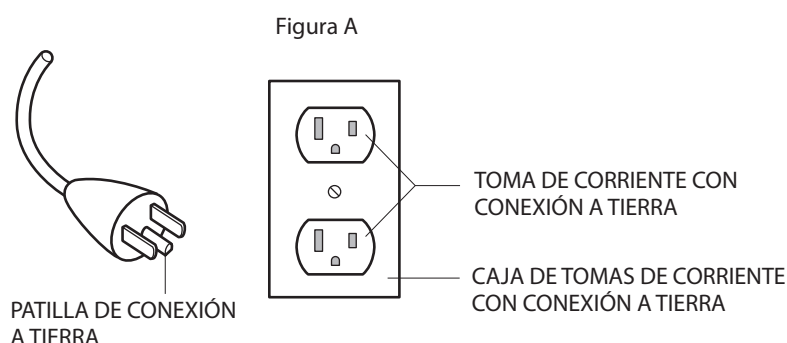 Figura A
TOMA DE CORRIENTE CON
CONEXIÓN A TIERRA
CAJA DE TOMAS DE CORRIENTE
CON CONEXIÓN A TIERRA
PATILLA DE CONEXIÓN
A TIERRA